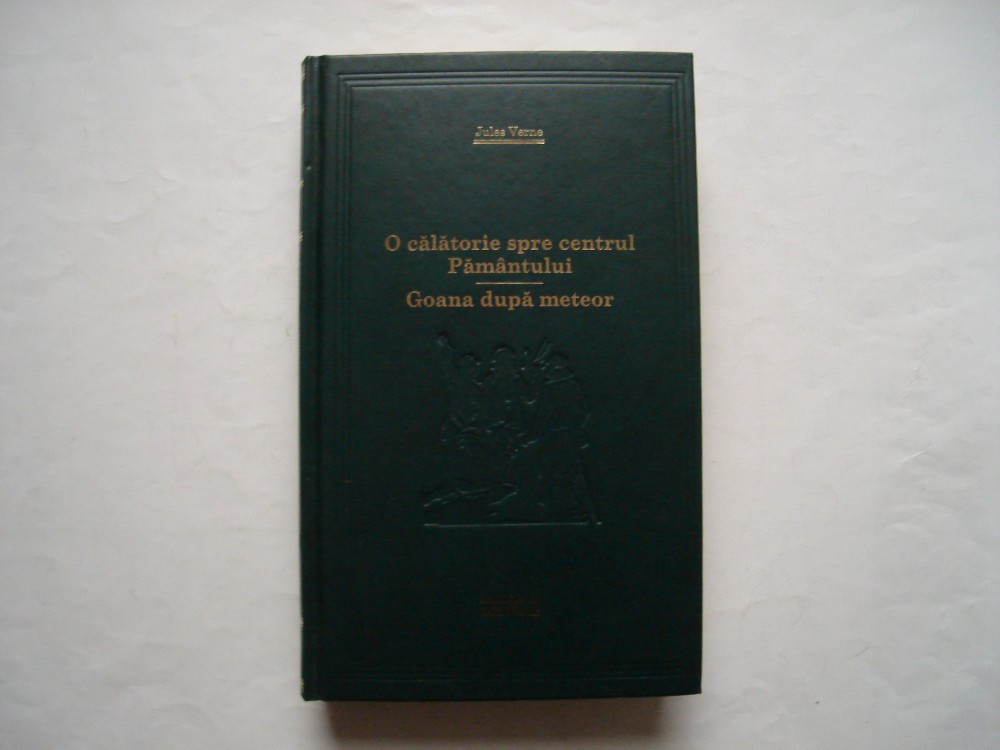 Jules Verne
O călătorie spre centrul
Pământului
Goana după meteor